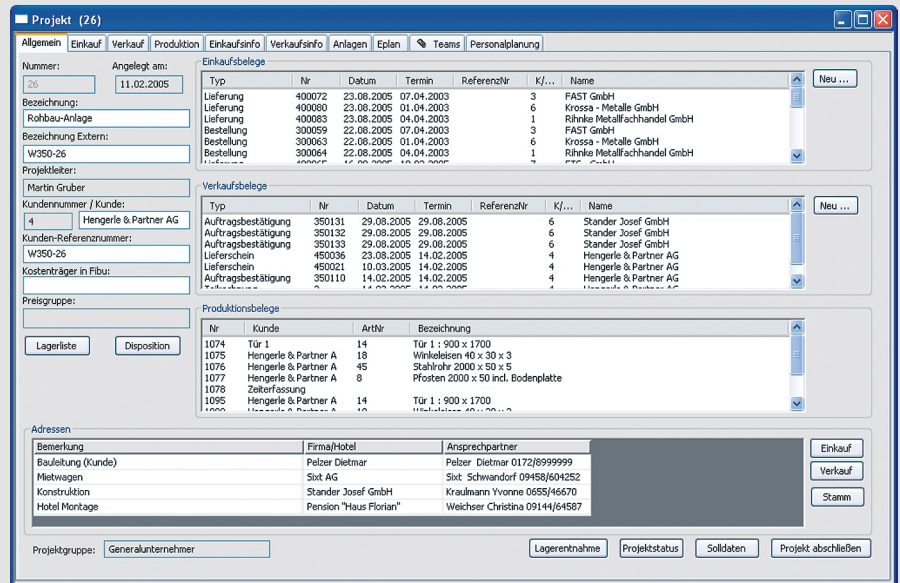 Projekt (26)
Allgemein Einkauf Verkauf Produktion Einkaufsinfo Verkaufsinfo Anlagen Eplan Teams Personalplanung
Nummer: Angelegt am:
26 11.02.2005
Bezeichnung:
Rohbau-Anlage
Bezeichnung Extern:
W350-26
Projektleiter:
Martin Gruber
Kundennummer / Kunde:
4 Hengerle & Partner AG
Kunden-Referenznummer:
W350-26
Kostenträger in Fibu:
Preisgruppe:
Lagerliste Disposition
Einkaufsbelege
Typ Nr Datum Termin ReferenzNr K/... Name
Lieferung 400072 23.08.2005 07.04.2003 3 FAST GmbH
Lieferung 400080 23.08.2005 01.04.2003 6 Krossa - Metalle GmbH
Lieferung 400083 23.08.2005 04.04.2003 1 Rihnke Metallfachhandel GmbH
Bestellung 300059 22.08.2005 07.04.2003 3 FAST GmbH
Bestellung 300063 22.08.2005 01.04.2003 6 Krossa - Metalle GmbH
Bestellung 300064 22.08.2005 04.04.2003 1 Rihnke Metallfachhandel GmbH
Neu ...
Verkaufsbelege
Typ Nr Datum Termin ReferenzNr K/... Name
Auftragsbestätigung 350131 29.08.2005 29.08.2005 6 Stander Josef GmbH
Auftragsbestätigung 350132 29.08.2005 29.08.2005 6 Stander Josef GmbH
Auftragsbestätigung 350133 29.08.2005 29.08.2005 6 Stander Josef GmbH
Lieferschein 450036 23.08.2005 14.02.2005 4 Hengerle & Partner AG
Lieferschein 450021 10.03.2005 14.02.2005 4 Hengerle & Partner AG
Auftragsbestätigung 350110 14.02.2005 14.02.2005 4 Hengerle & Partner AG
Neu ...
Produktionsbelege
Nr Kunde ArtNr Bezeichnung
1074 Tür 1 14 Tür 1 : 900 x 1700
1075 Hengerle & Partner A 18 Winkeleisen 40 x 30 x 3
1076 Hengerle & Partner A 45 Stahlrohr 2000 x 50 x 5
1077 Hengerle & Partner A 8 Pfosten 2000 x 50 incl. Bodenplatte
1078 Zeiterfassung
1095 Hengerle & Partner A 14 Tür 1 : 900 x 1700
Adressen
Bemerkung Firma/Hotel Ansprechpartner
Bauleitung (Kunde) Pelzer Dietmar Pelzer Dietmar 0172/8999999
Mietwagen Sixt AG Sixt Schwandorf 09458/604252
Konstruktion Stander Josef GmbH Kraulmann Yvonne 0655/46670
Hotel Montage Pension "Haus Florian" Weichser Christina 09144/64587
Einkauf
Verkauf
Stamm
Projektgruppe: Generalunternehmer
Lagerentnahme Projektstatus Solldaten Projekt abschließen